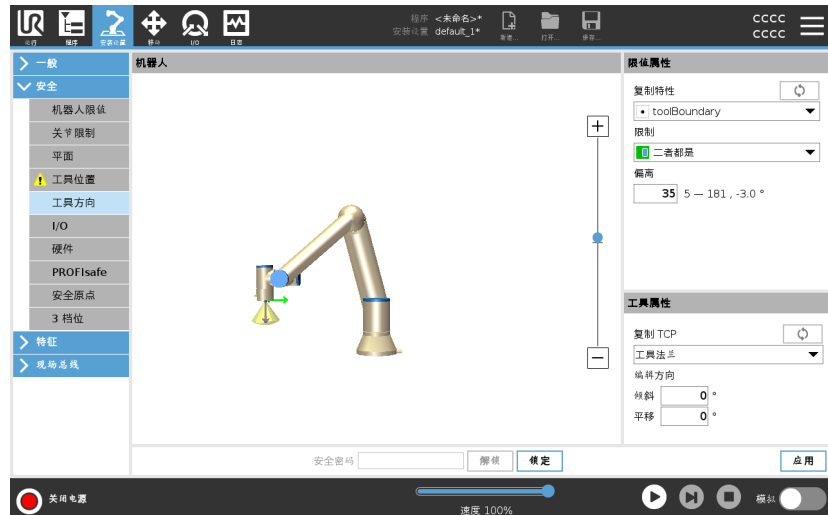 程序 <未命名>*
安装设置 default_1*
新建...
打开...
保存...
cccc
cccc
运行
程序
安装设置
移动
I/O
日志
一般
安全
机器人限值
关节限制
平面
工具位置
工具方向
I/O
硬件
PROFIsafe
安全原点
3 档位
特征
现场总线
机器人
限值属性
复制特性
toolBoundary
限制
二者都是
偏离
35 5 — 181 , -3.0 °
工具属性
复制 TCP
工具法兰
编辑方向
倾斜 0 °
平移 0 °
安全密码
解锁
锁定
应用
关闭电源
速度 100%
模拟